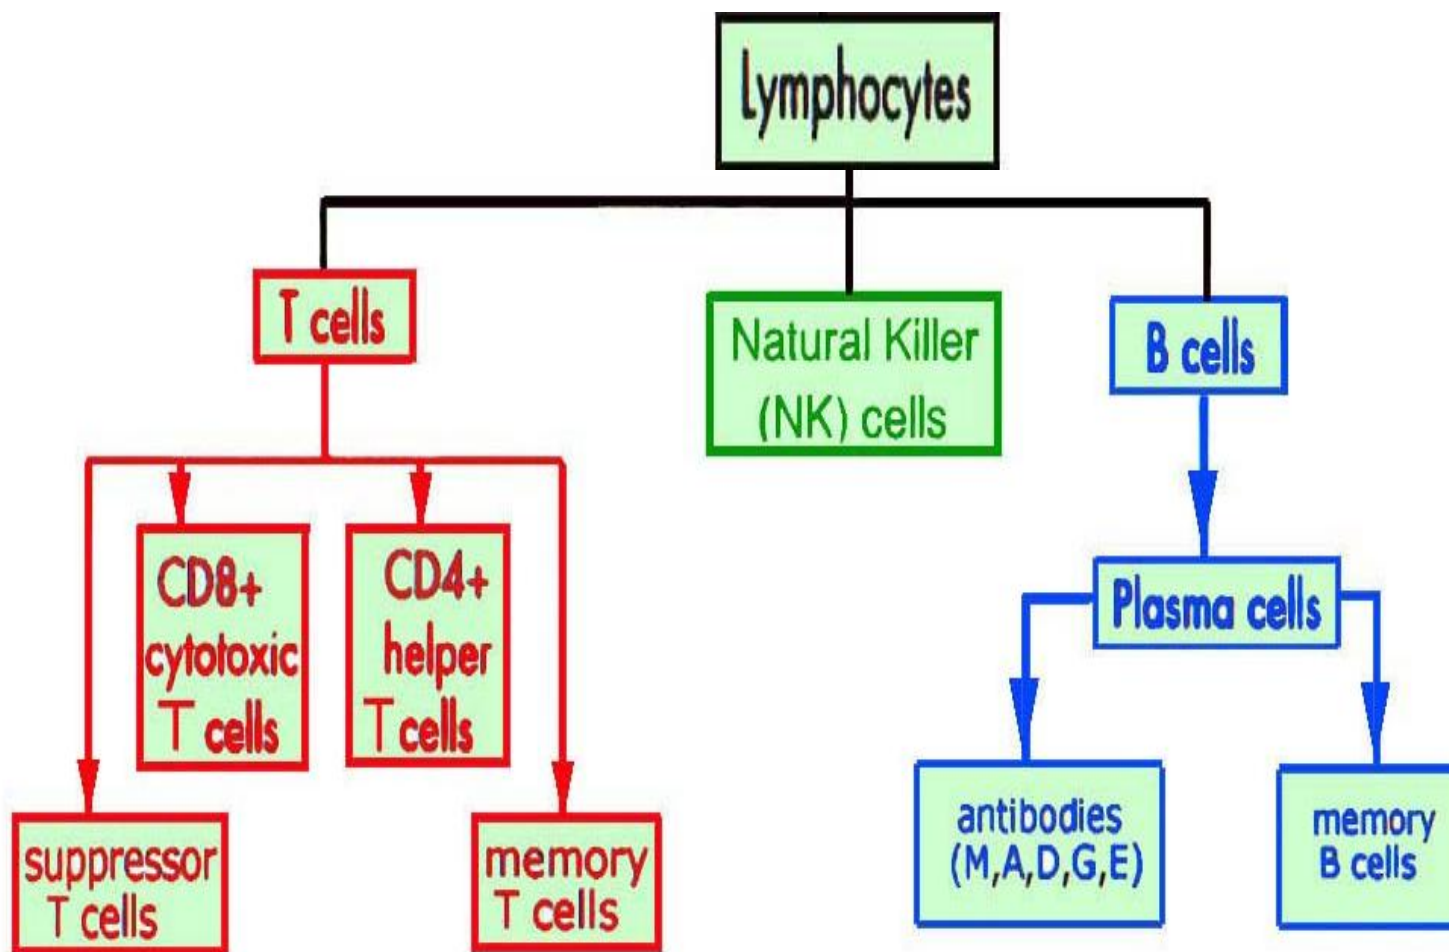 Lymphocytes
T cells
Natural Killer
(NK) cells
B cells
CD8+
cytotoxic
T cells
CD4+
helper
T cells
Plasma cells
suppressor
T cells
memory
T cells
antibodies
(M,A,D,G,E)
memory
B cells